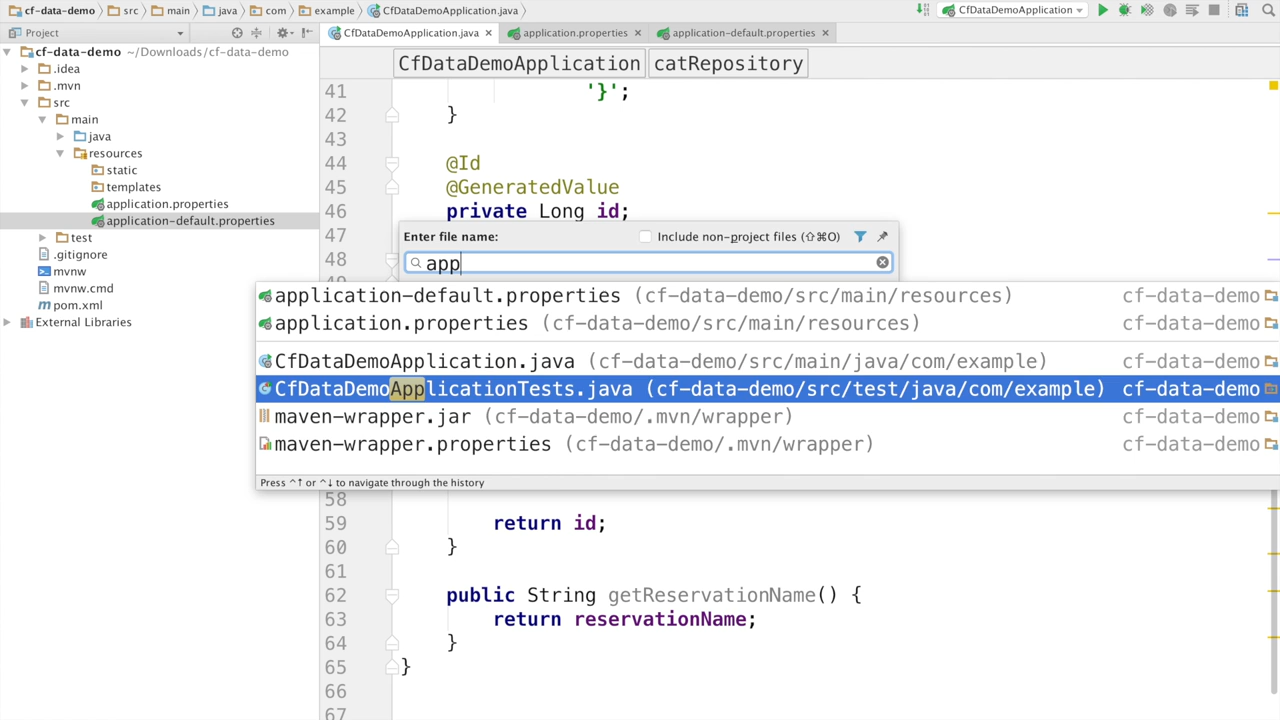 cf-data-demo src main java com example CfDataDemoApplication.java CfDataDemoApplication
Project
CfDataDemoApplication.java application.properties application-default.properties
cf-data-demo ~/Downloads/cf-data-demo
.idea
.mvn
src
main
java
resources
static
templates
application.properties
application-default.properties
test
.gitignore
mvnw
mvnw.cmd
pom.xml
External Libraries
CfDataDemoApplication catRepository
41 '}';
42 }
43
44 @Id
45 @GeneratedValue
46 private Long id;
47
48
Enter file name: Include non-project files (⇧⌘O)
app
application-default.properties (cf-data-demo/src/main/resources) cf-data-demo
application.properties (cf-data-demo/src/main/resources) cf-data-demo
CfDataDemoApplication.java (cf-data-demo/src/main/java/com/example) cf-data-demo
CfDataDemoApplicationTests.java (cf-data-demo/src/test/java/com/example) cf-data-demo
maven-wrapper.jar (cf-data-demo/.mvn/wrapper) cf-data-demo
maven-wrapper.properties (cf-data-demo/.mvn/wrapper) cf-data-demo
Press ^↑ or ^↓ to navigate through the history
58
59 return id;
60 }
61
62 public String getReservationName() {
63 return reservationName;
64 }
65 }
66
67